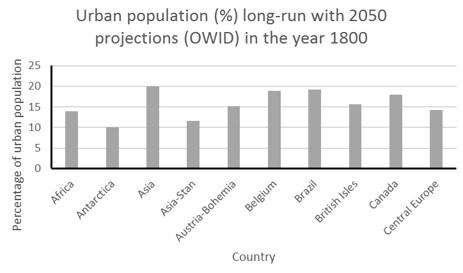 Urban population (%) long-run with 2050
projections (OWID) in the year 1800
Percentage of urban population
25
20
15
10
5
0
Africa
Antarctica
Asia
Asia-Stan
Austria-Bohemia
Belgium
Brazil
British Isles
Canada
Central Europe
Country